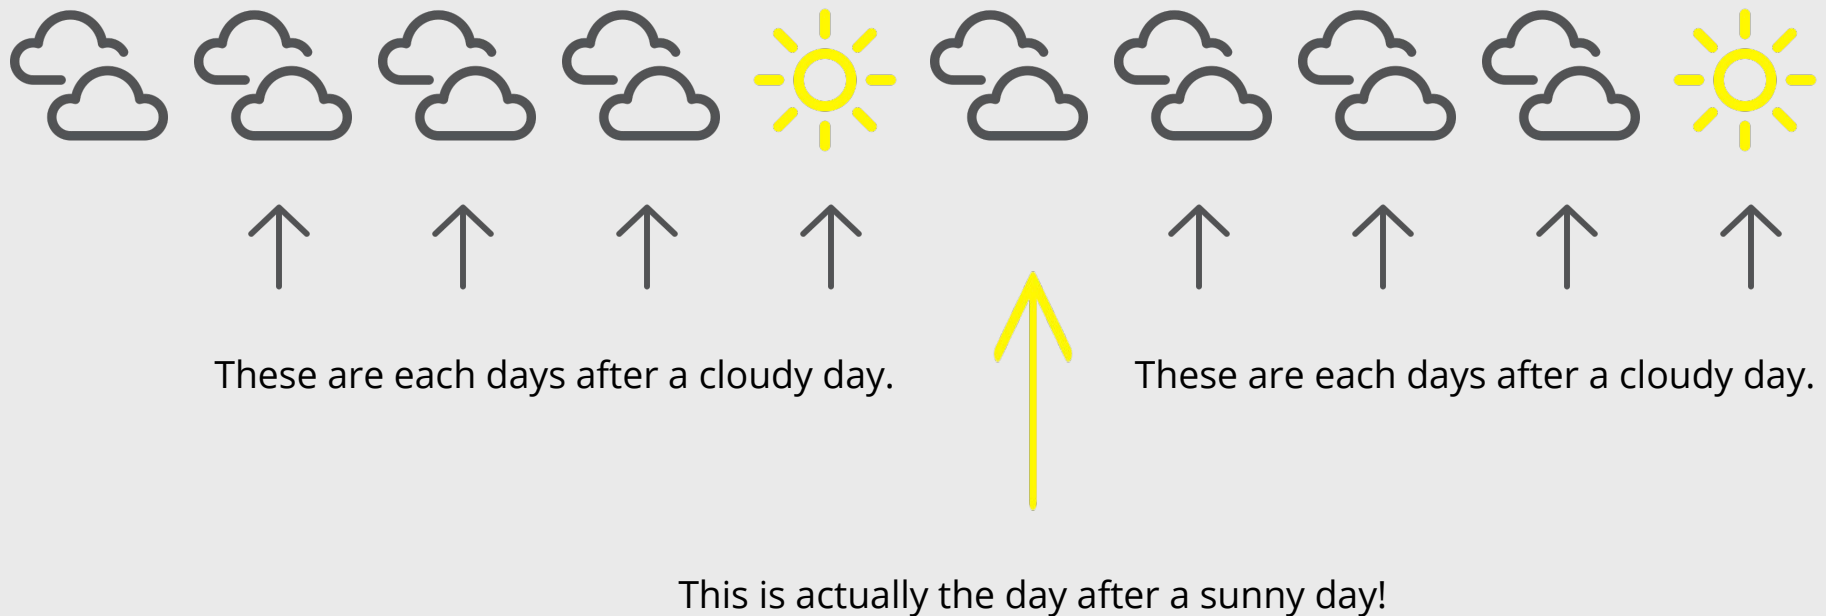 These are each days after a cloudy day.
These are each days after a cloudy day.
This is actually the day after a sunny day!